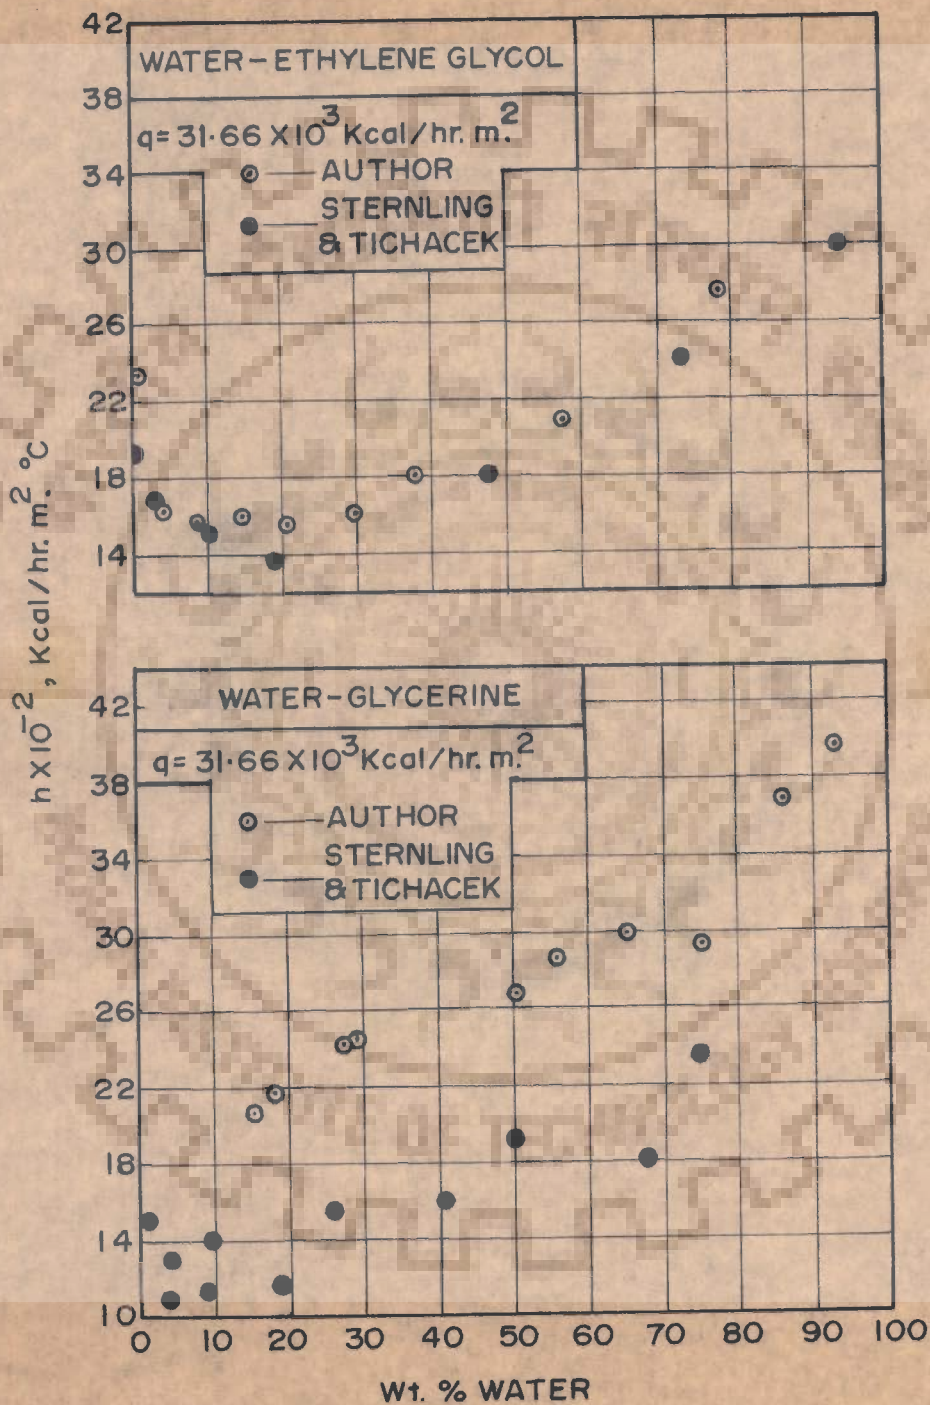 42
WATER-ETHYLENE GLYCOL
38
q= 31.66 X10³ Kcal/hr. m.²
34
AUTHOR
STERNLING
& TICHACEK
30
26
22
18
14
h X10⁻², Kcal/hr. m.² °C
WATER-GLYCERINE
42
q= 31.66 X10³ Kcal/hr. m.²
38
AUTHOR
34
STERNLING
& TICHACEK
30
26
22
18
14
10
0 10 20 30 40 50 60 70 80 90 100
Wt. % WATER